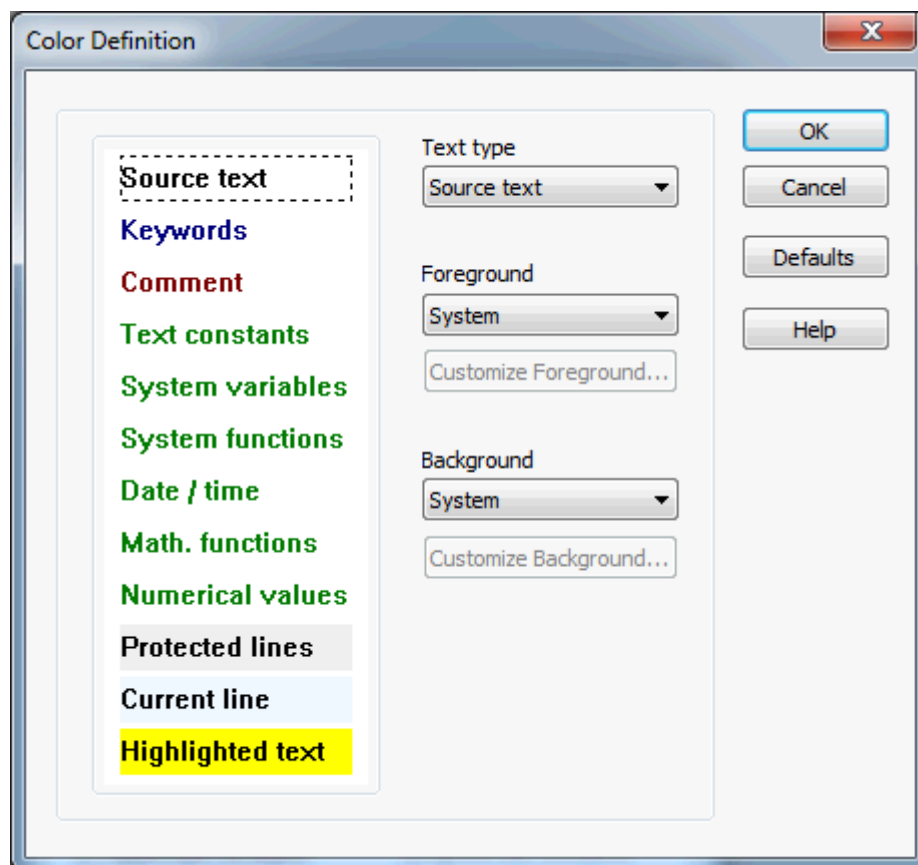 Color Definition
Source text
Keywords
Comment
Text constants
System variables
System functions
Date / time
Math. functions
Numerical values
Protected lines
Current line
Highlighted text
Text type
Source text
Foreground
System
Customize Foreground...
Background
System
Customize Background...
OK
Cancel
Defaults
Help